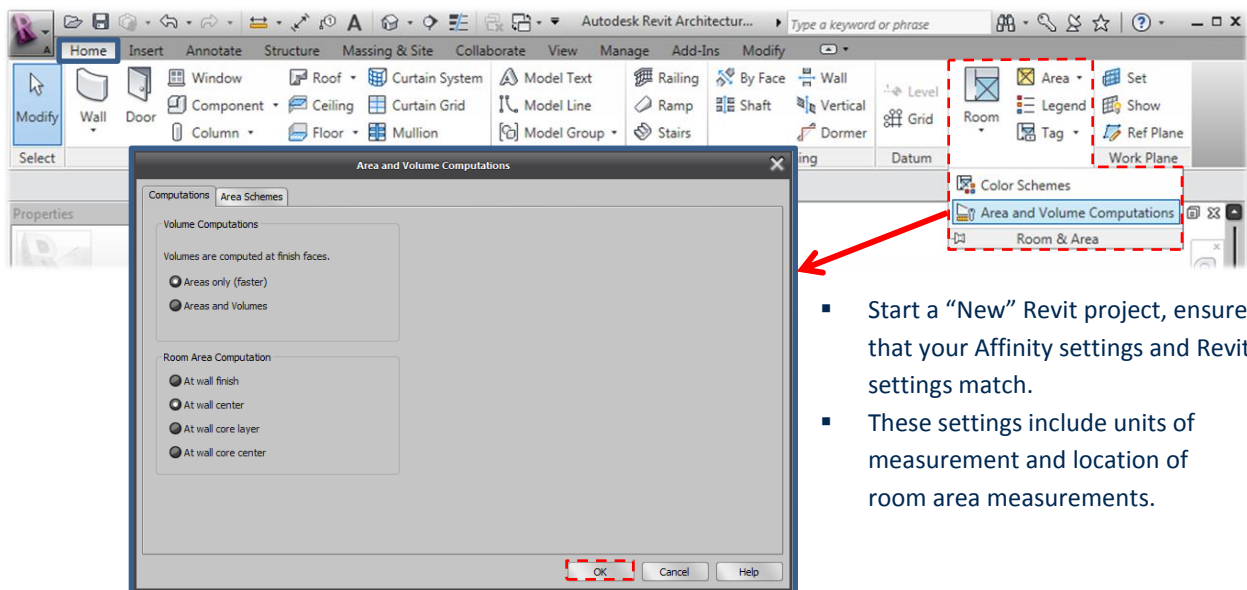 Autodesk Revit Architectur...
Type a keyword or phrase
Home Insert Annotate Structure Massing & Site Collaborate View Manage Add-Ins Modify
Modify
Wall
Door
Window
Component
Column
Roof
Ceiling
Floor
Curtain System
Curtain Grid
Mullion
Model Text
Model Line
Model Group
Railing
Ramp
Stairs
By Face
Shaft
Wall
Vertical
Dormer
Level
Grid
Room
Area
Legend
Tag
Set
Show
Ref Plane
Select
ing
Datum
Work Plane
Color Schemes
Area and Volume Computations
Room & Area
Properties
Area and Volume Computations
Computations Area Schemes
Volume Computations
Volumes are computed at finish faces.
Areas only (faster)
Areas and Volumes
Room Area Computation
At wall finish
At wall center
At wall core layer
At wall core center
OK Cancel Help
▪ Start a “New” Revit project, ensure
that your Affinity settings and Revit
settings match.
▪ These settings include units of
measurement and location of
room area measurements.